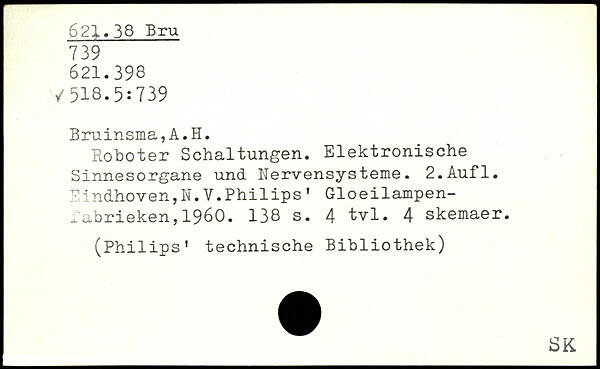 621.38 Bru
739
621.398
✓ 518.5:739
Bruinsma,A.H.
Roboter Schaltungen. Elektronische
Sinnesorgane und Nervensysteme. 2.Aufl.
Eindhoven,N.V.Philips' Gloeilampen-
fabrieken,1960. 138 s. 4 tvl. 4 skemaer.
(Philips' technische Bibliothek)
SK